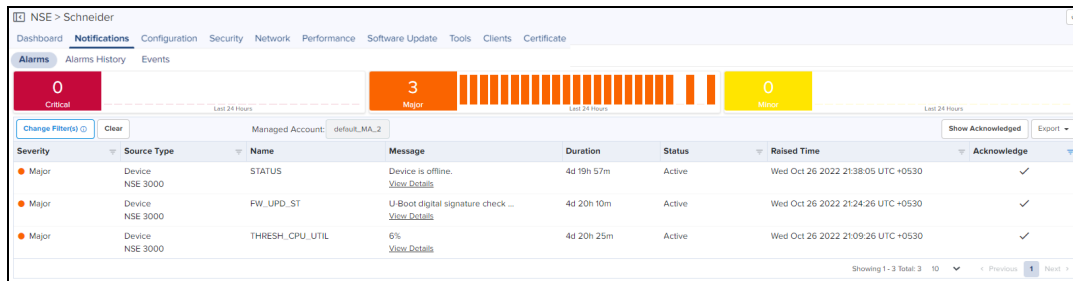 NSE > Schneider
Dashboard Notifications Configuration Security Network Performance Software Update Tools Clients Certificate
Alarms Alarms History Events
0
Critical
Last 24 Hours
3
Major
Last 24 Hours
0
Minor
Last 24 Hours
Change Filter(s) Clear Managed Account: default_MA_2 Show Acknowledged Export
Severity Source Type Name Message Duration Status Raised Time Acknowledge
Major Device STATUS Device is offline. 4d 19h 57m Active Wed Oct 26 2022 21:38:05 UTC +0530
NSE 3000 View Details
Major Device FW_UPD_ST U-Boot digital signature check ... 4d 20h 10m Active Wed Oct 26 2022 21:24:26 UTC +0530
NSE 3000 View Details
Major Device THRESH_CPU_UTIL 6% 4d 20h 25m Active Wed Oct 26 2022 21:09:26 UTC +0530
NSE 3000 View Details
Showing 1 - 3 Total: 3 10 < Previous 1 Next >